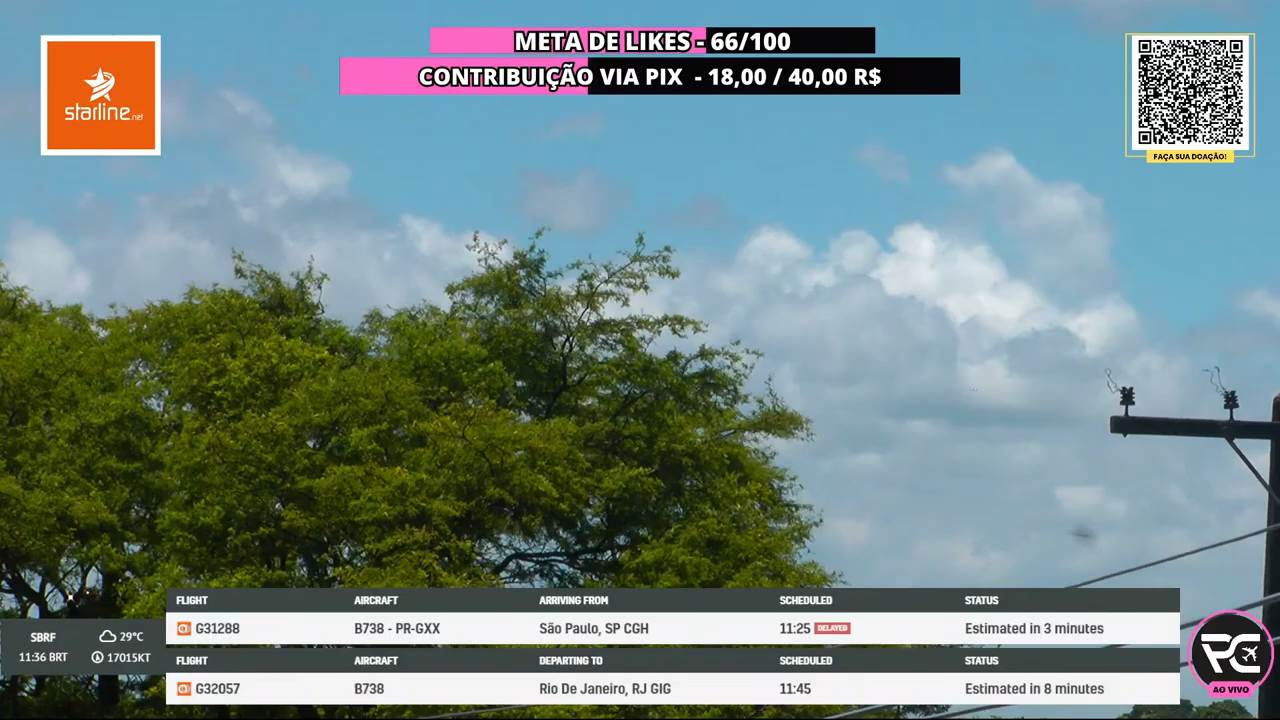 META DE LIKES - 66/100
CONTRIBUIÇÃO VIA PIX - 18,00 / 40,00 R$
starline.net
FAÇA SUA DOAÇÃO!
FLIGHT AIRCRAFT ARRIVING FROM SCHEDULED STATUS
G31288 B738 - PR-GXX São Paulo, SP CGH 11:25 DELAYED Estimated in 3 minutes
SBRF 29°C
11:36 BRT 17015KT
FLIGHT AIRCRAFT DEPARTING TO SCHEDULED STATUS
G32057 B738 Rio De Janeiro, RJ GIG 11:45 Estimated in 8 minutes
RC
AO VIVO